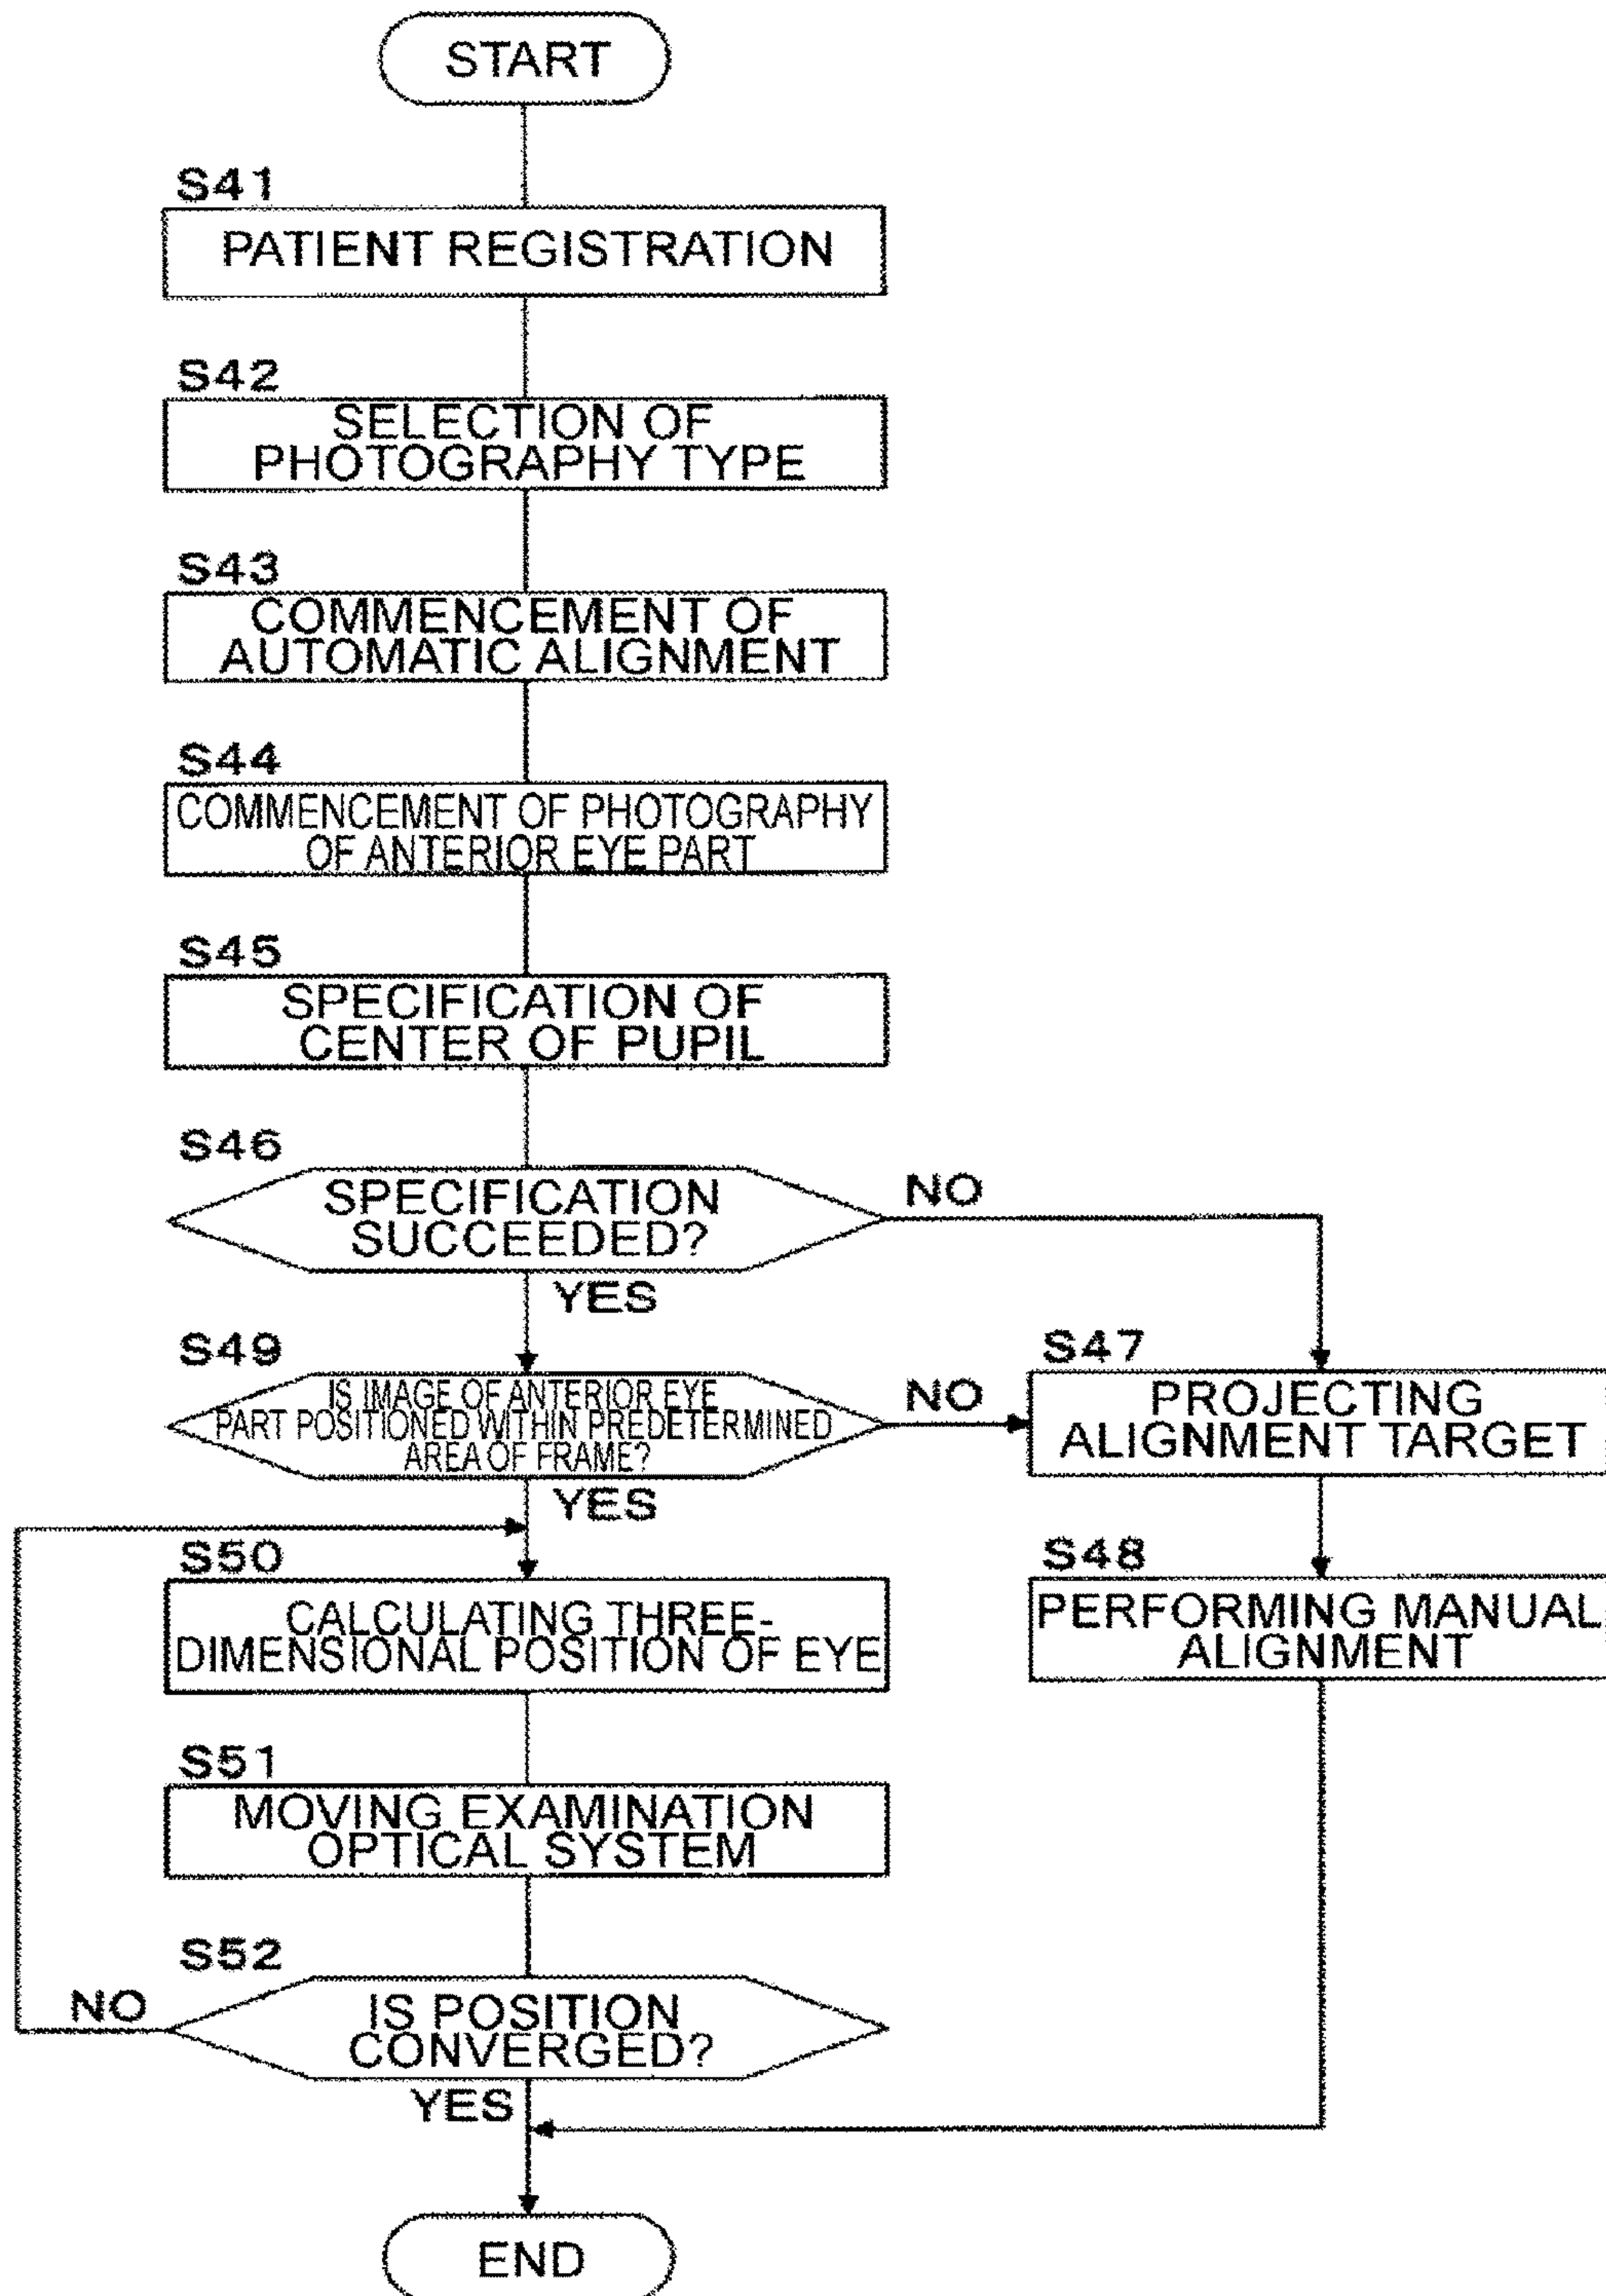 START
S41
PATIENT REGISTRATION
S42
SELECTION OF
PHOTOGRAPHY TYPE
S43
COMMENCEMENT OF
AUTOMATIC ALIGNMENT
S44
COMMENCEMENT OF PHOTOGRAPHY
OF ANTERIOR EYE PART
S45
SPECIFICATION OF
CENTER OF PUPIL
S46
SPECIFICATION
SUCCEEDED?
NO
YES
S49
IS IMAGE OF ANTERIOR EYE
PART POSITIONED WITHIN PREDETERMINED
AREA OF FRAME?
NO
YES
S47
PROJECTING
ALIGNMENT TARGET
S48
PERFORMING MANUAL
ALIGNMENT
S50
CALCULATING THREE-
DIMENSIONAL POSITION OF EYE
S51
MOVING EXAMINATION
OPTICAL SYSTEM
S52
IS POSITION
CONVERGED?
NO
YES
END